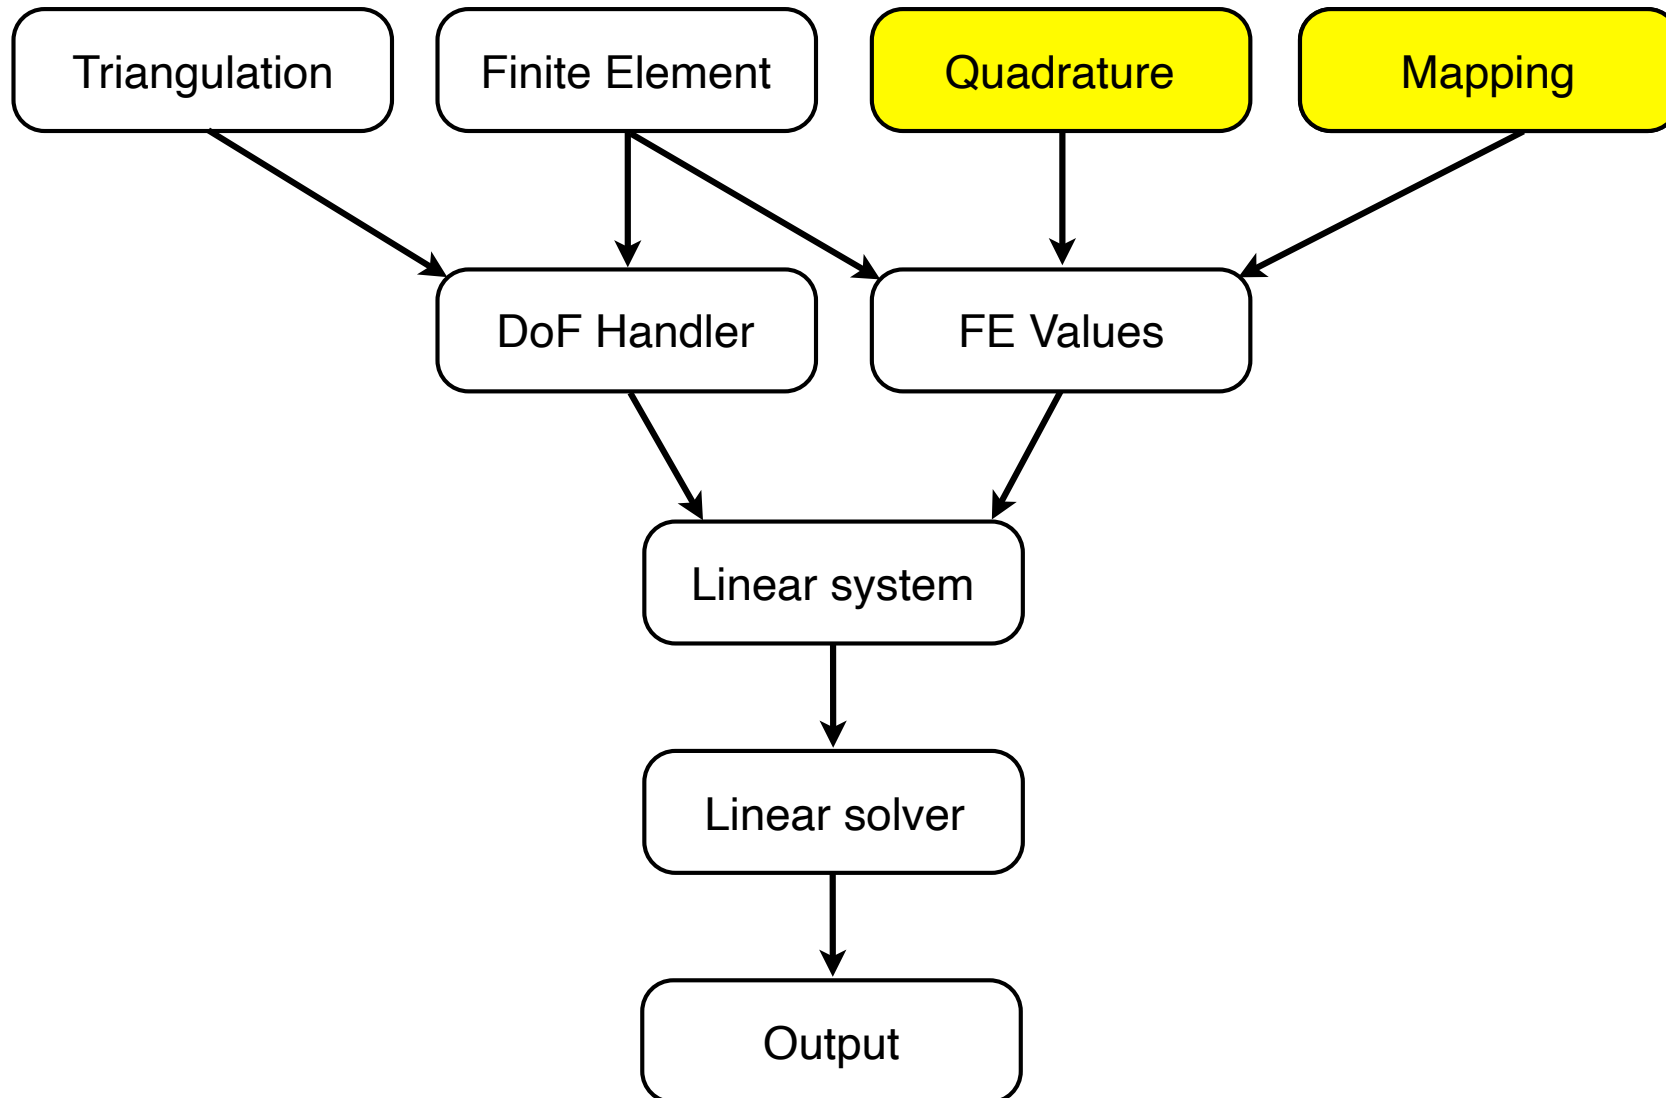 Triangulation
Finite Element
Quadrature
Mapping
DoF Handler
FE Values
Linear system
Linear solver
Output